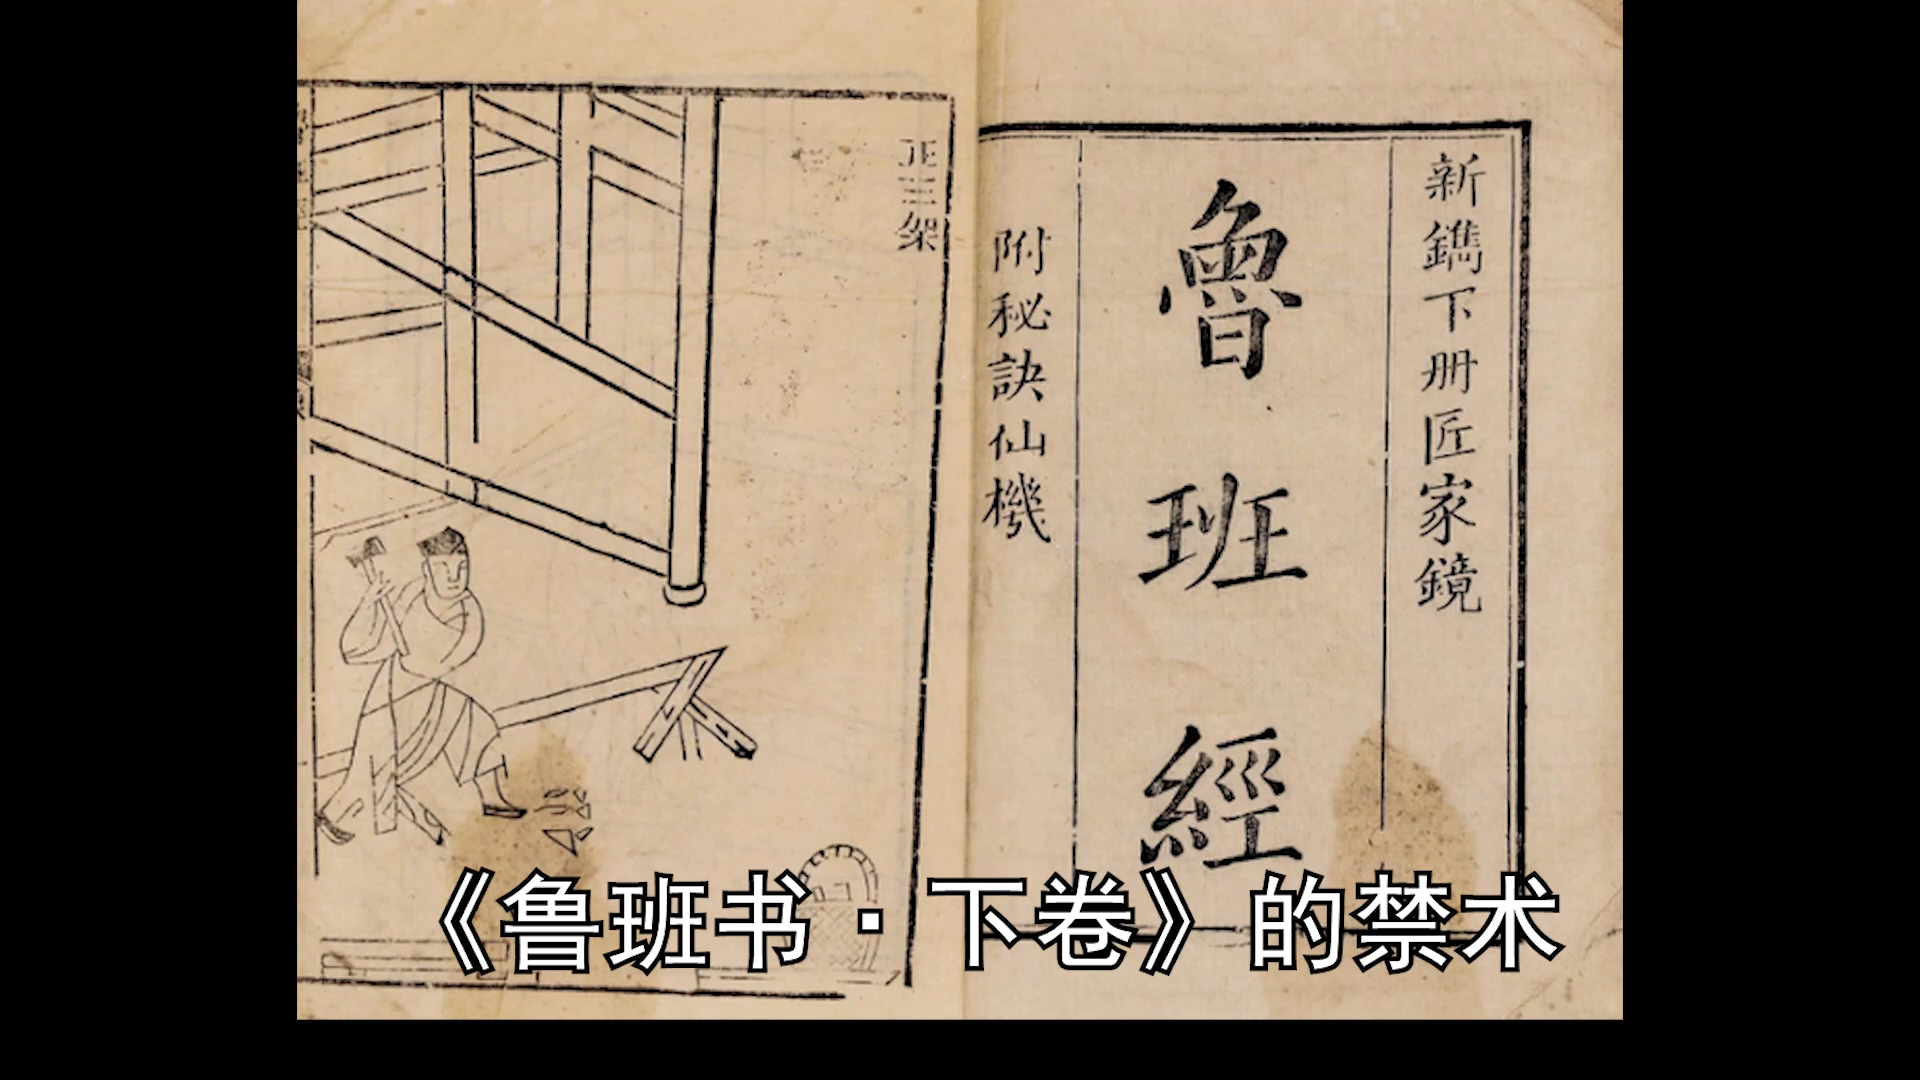 新鐫下册匠家鏡
魯班經
附秘訣仙機
正三架
《鲁班书·下卷》的禁术